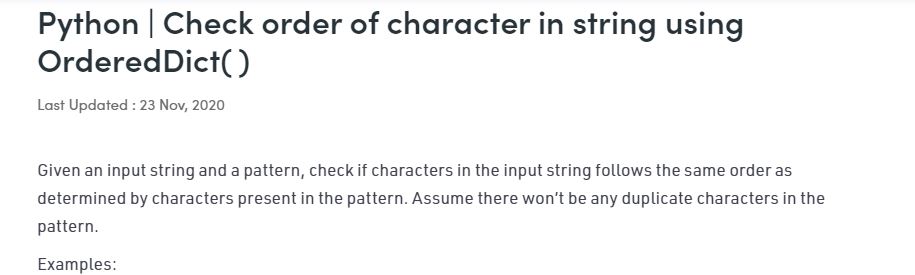 Python | Check order of character in string using
OrderedDict( )
Last Updated : 23 Nov, 2020
Given an input string and a pattern, check if characters in the input string follows the same order as
determined by characters present in the pattern. Assume there won’t be any duplicate characters in the
pattern.
Examples: